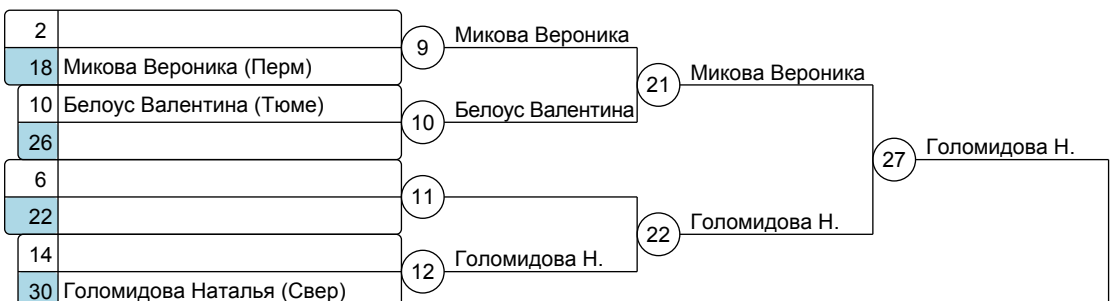 2
18 Микова Вероника (Перм)
10 Белоус Валентина (Тюме)
26
6
22
14
30 Голомидова Наталья (Свер)
9 Микова Вероника
10 Белоус Валентина
11
12 Голомидова Н.
21 Микова Вероника
22 Голомидова Н.
27 Голомидова Н.